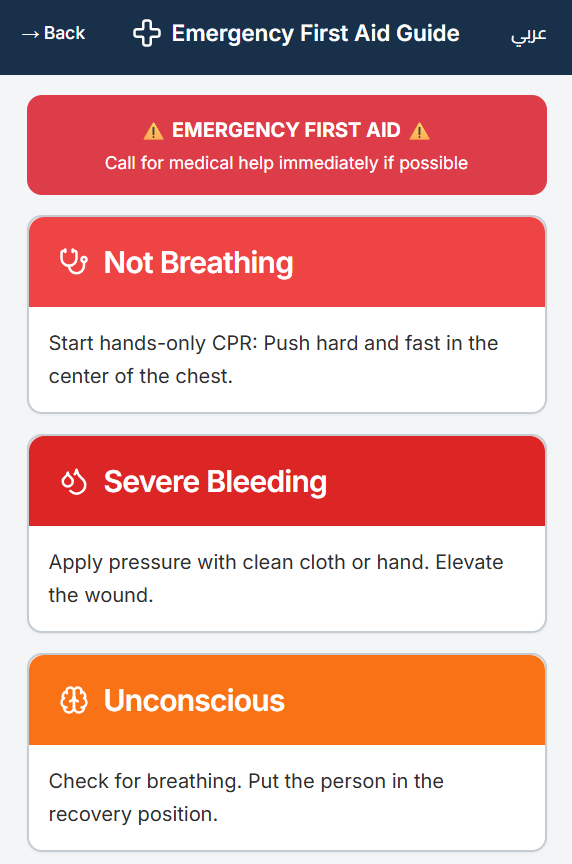 → Back
Emergency First Aid Guide
عربي
⚠️ EMERGENCY FIRST AID ⚠️
Call for medical help immediately if possible
Not Breathing
Start hands-only CPR: Push hard and fast in the
center of the chest.
Severe Bleeding
Apply pressure with clean cloth or hand. Elevate
the wound.
Unconscious
Check for breathing. Put the person in the
recovery position.